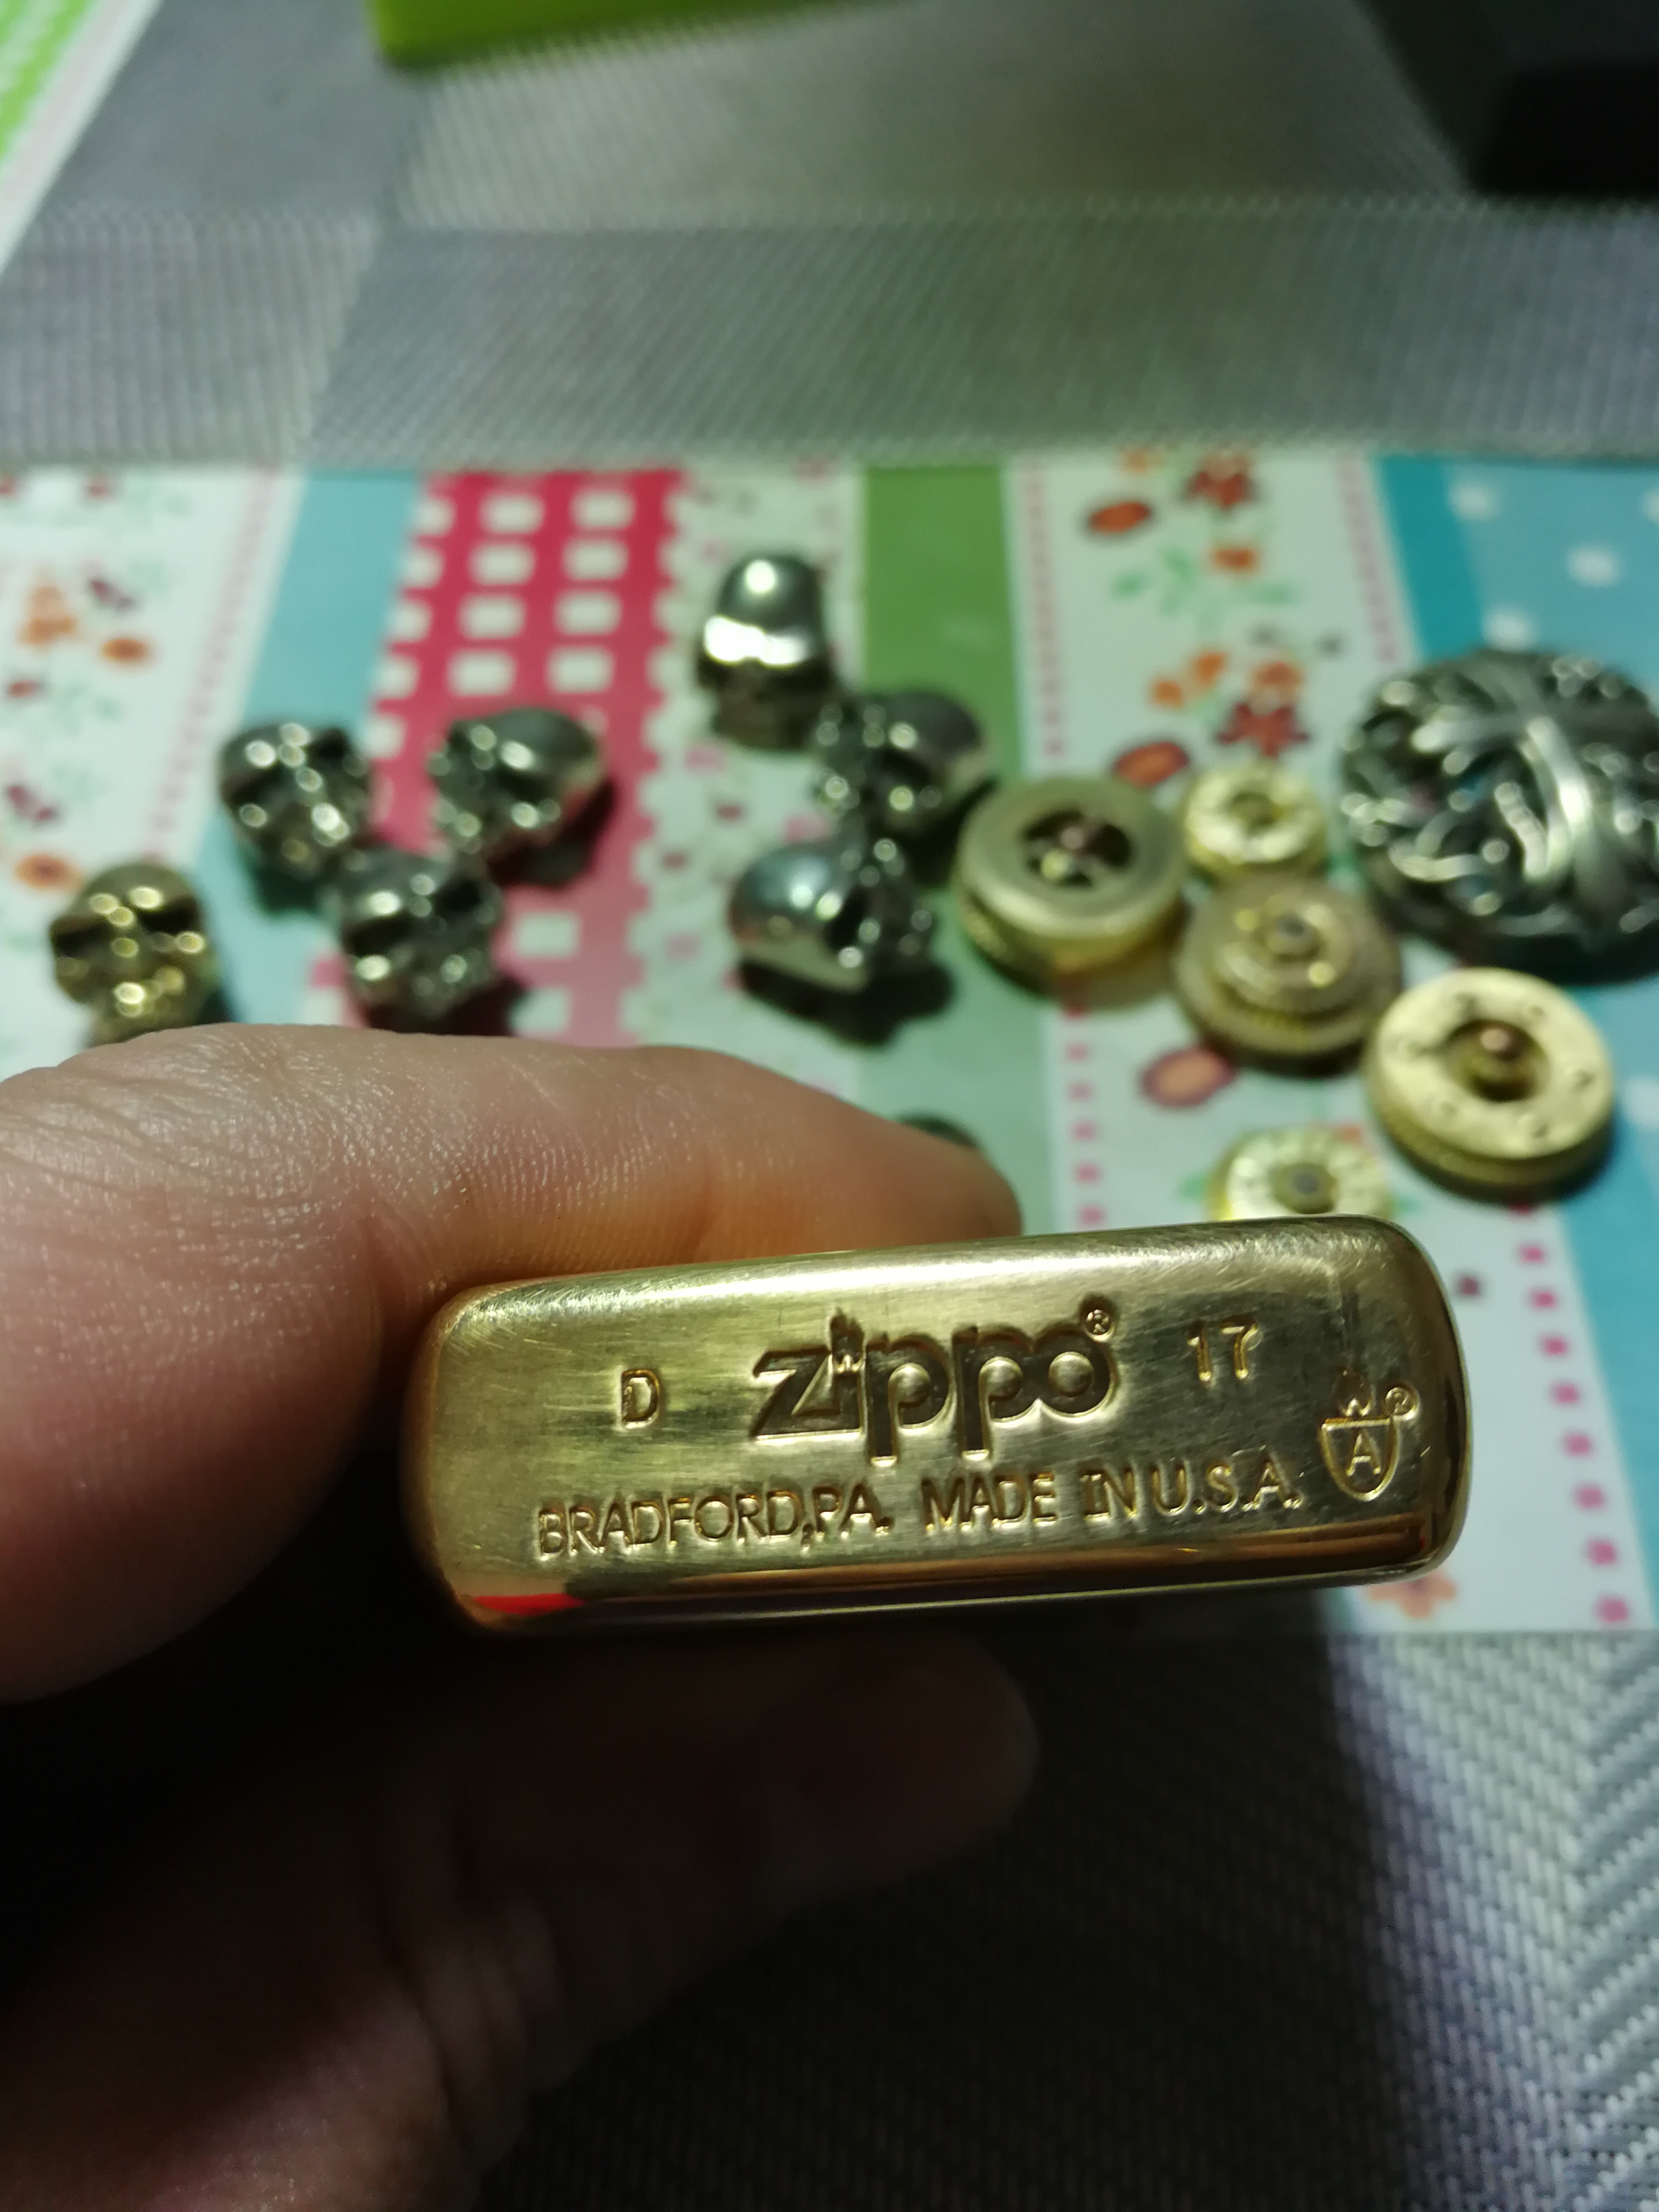 D zippo® 17
BRADFORD,PA. MADE IN U.S.A.
A ®